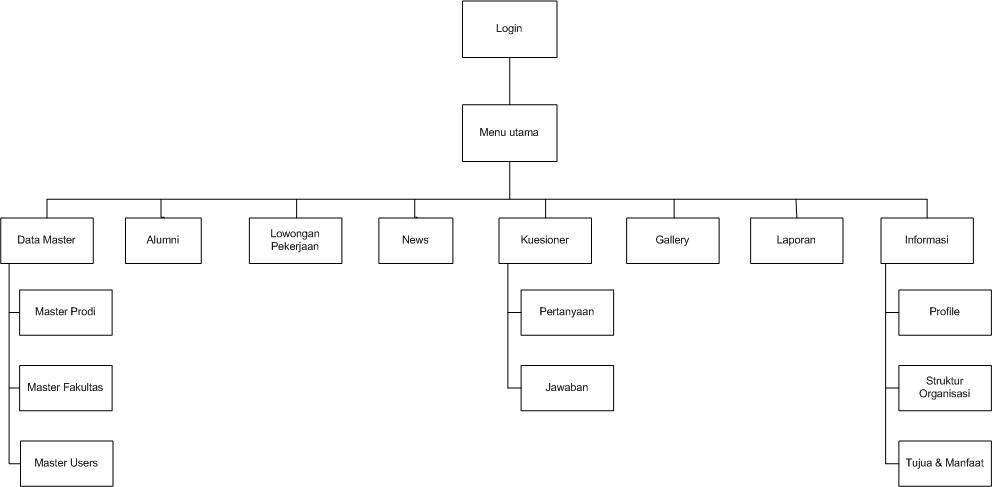 Login
Menu utama
Data Master
Alumni
Lowongan
Pekerjaan
News
Kuesioner
Gallery
Laporan
Informasi
Master Prodi
Pertanyaan
Profile
Master Fakultas
Jawaban
Struktur
Organisasi
Master Users
Tujua & Manfaat